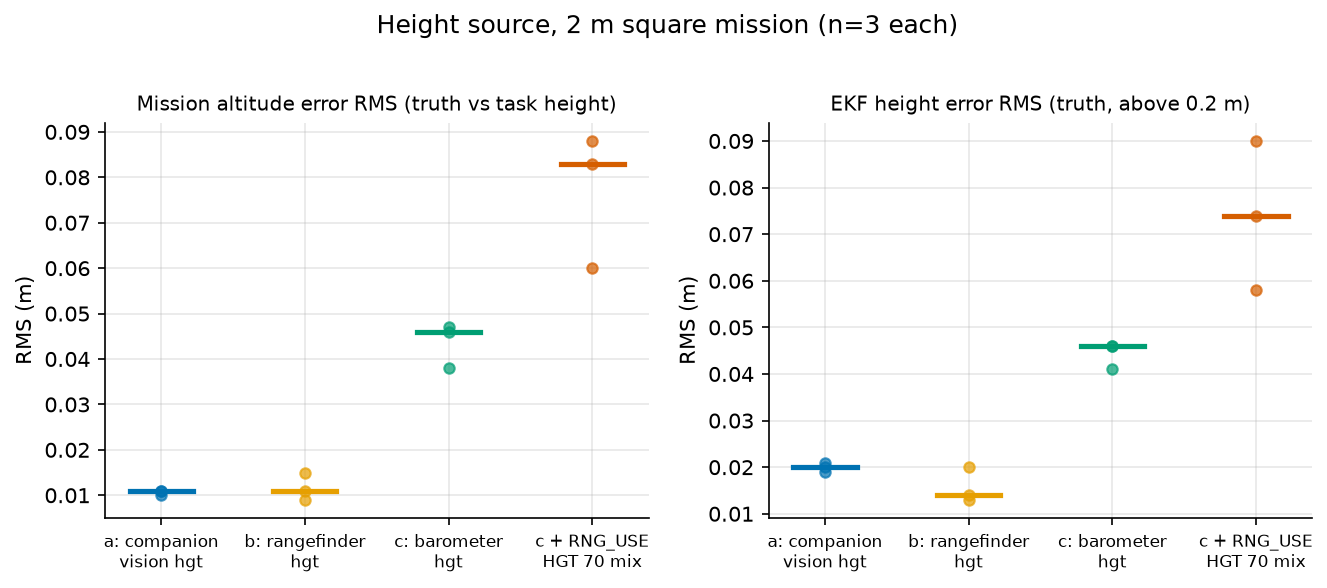 Height source, 2 m square mission (n=3 each)
Mission altitude error RMS (truth vs task height)
RMS (m)
0.09
0.08
0.07
0.06
0.05
0.04
0.03
0.02
0.01
a: companion
vision hgt
b: rangefinder
hgt
c: barometer
hgt
c + RNG_USE
HGT 70 mix
EKF height error RMS (truth, above 0.2 m)
RMS (m)
0.09
0.08
0.07
0.06
0.05
0.04
0.03
0.02
0.01
a: companion
vision hgt
b: rangefinder
hgt
c: barometer
hgt
c + RNG_USE
HGT 70 mix